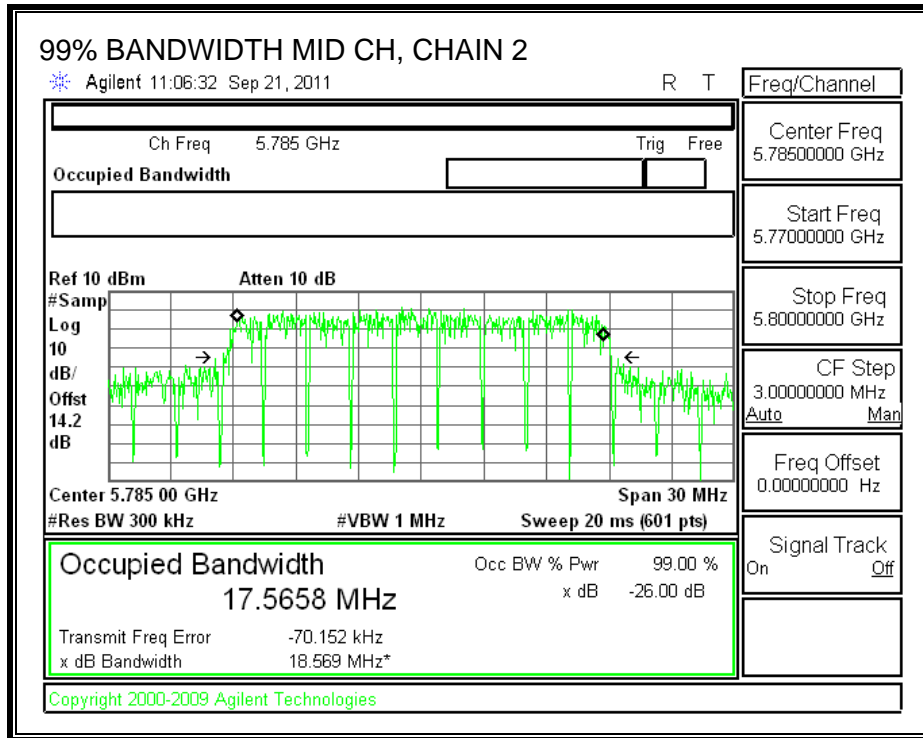 99% BANDWIDTH MID CH, CHAIN 2
Agilent 11:06:32 Sep 21, 2011 R T
Freq/Channel
Ch Freq 5.785 GHz Trig Free
Occupied Bandwidth
Center Freq
5.78500000 GHz
Start Freq
5.77000000 GHz
Stop Freq
5.80000000 GHz
CF Step
3.00000000 MHz
Auto Man
Freq Offset
0.00000000 Hz
Signal Track
On Off
Ref 10 dBm Atten 10 dB
#Samp
Log
10
dB/
Offst
14.2
dB
Center 5.785 00 GHz Span 30 MHz
#Res BW 300 kHz #VBW 1 MHz Sweep 20 ms (601 pts)
Occupied Bandwidth Occ BW % Pwr 99.00 %
17.5658 MHz x dB -26.00 dB
Transmit Freq Error -70.152 kHz
x dB Bandwidth 18.569 MHz*
Copyright 2000-2009 Agilent Technologies